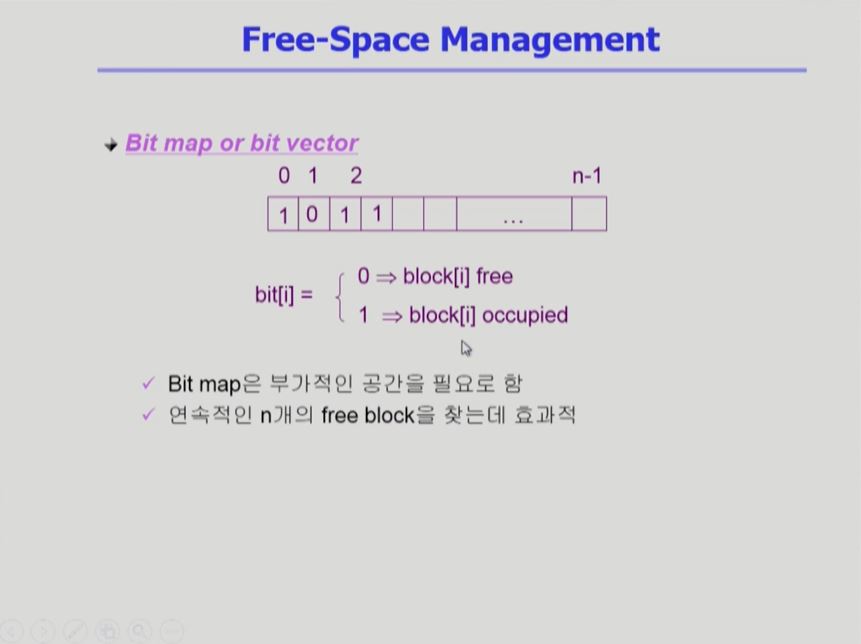 Free-Space Management
Bit map or bit vector
0 1 2 n-1
1 0 1 1 ...
0 ⇒ block[i] free
bit[i] =
1 ⇒ block[i] occupied
Bit map은 부가적인 공간을 필요로 함
연속적인 n개의 free block을 찾는데 효과적